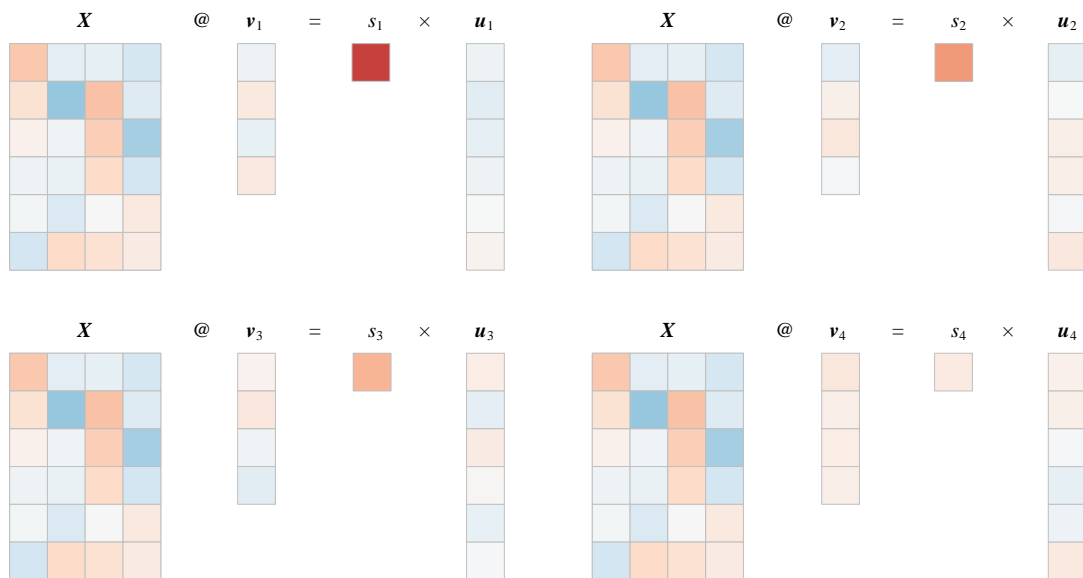 X @ v₁ = s₁ × u₁
X @ v₂ = s₂ × u₂
X @ v₃ = s₃ × u₃
X @ v₄ = s₄ × u₄